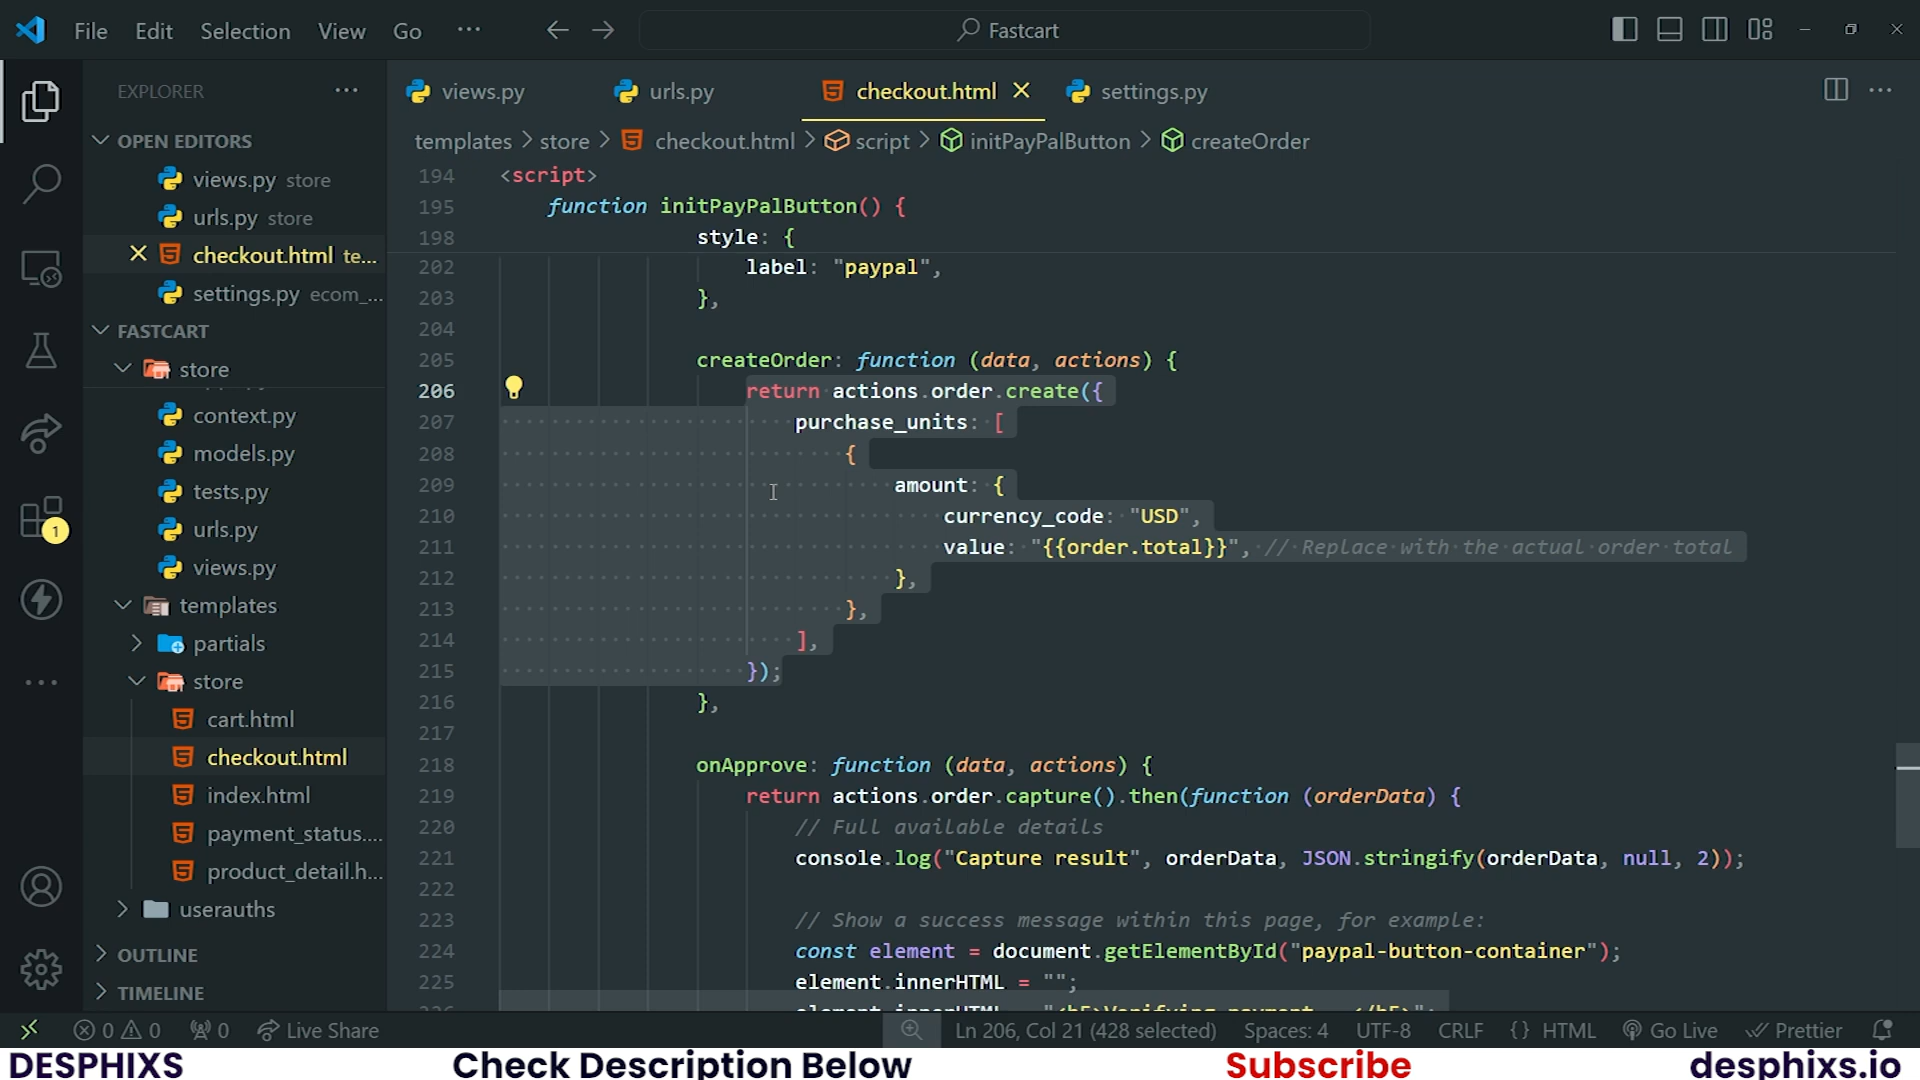 File Edit Selection View Go ··· Fastcart
EXPLORER ···
OPEN EDITORS
views.py store
urls.py store
checkout.html te...
settings.py ecom_...
FASTCART
store
context.py
models.py
tests.py
urls.py
views.py
templates
partials
store
cart.html
checkout.html
index.html
payment_status....
product_detail.h...
userauths
OUTLINE
TIMELINE
1
views.py urls.py checkout.html settings.py
templates > store > checkout.html > script > initPayPalButton > createOrder
194 <script>
195 function initPayPalButton() {
198 style: {
202 label: "paypal",
203 },
204
205 createOrder: function (data, actions) {
206 return actions.order.create({
207 purchase_units: [
208 {
209 amount: {
210 currency_code: "USD",
211 value: "{{order.total}}", // Replace with the actual order total
212 },
213 },
214 ],
215 });
216 },
217
218 onApprove: function (data, actions) {
219 return actions.order.capture().then(function (orderData) {
220 // Full available details
221 console.log("Capture result", orderData, JSON.stringify(orderData, null, 2));
222
223 // Show a success message within this page, for example:
224 const element = document.getElementById("paypal-button-container");
225 element.innerHTML = "";
0 0 0 Live Share Ln 206, Col 21 (428 selected) Spaces: 4 UTF-8 CRLF {} HTML Go Live Prettier
DESPHIXS Check Description Below Subscribe desphixs.io